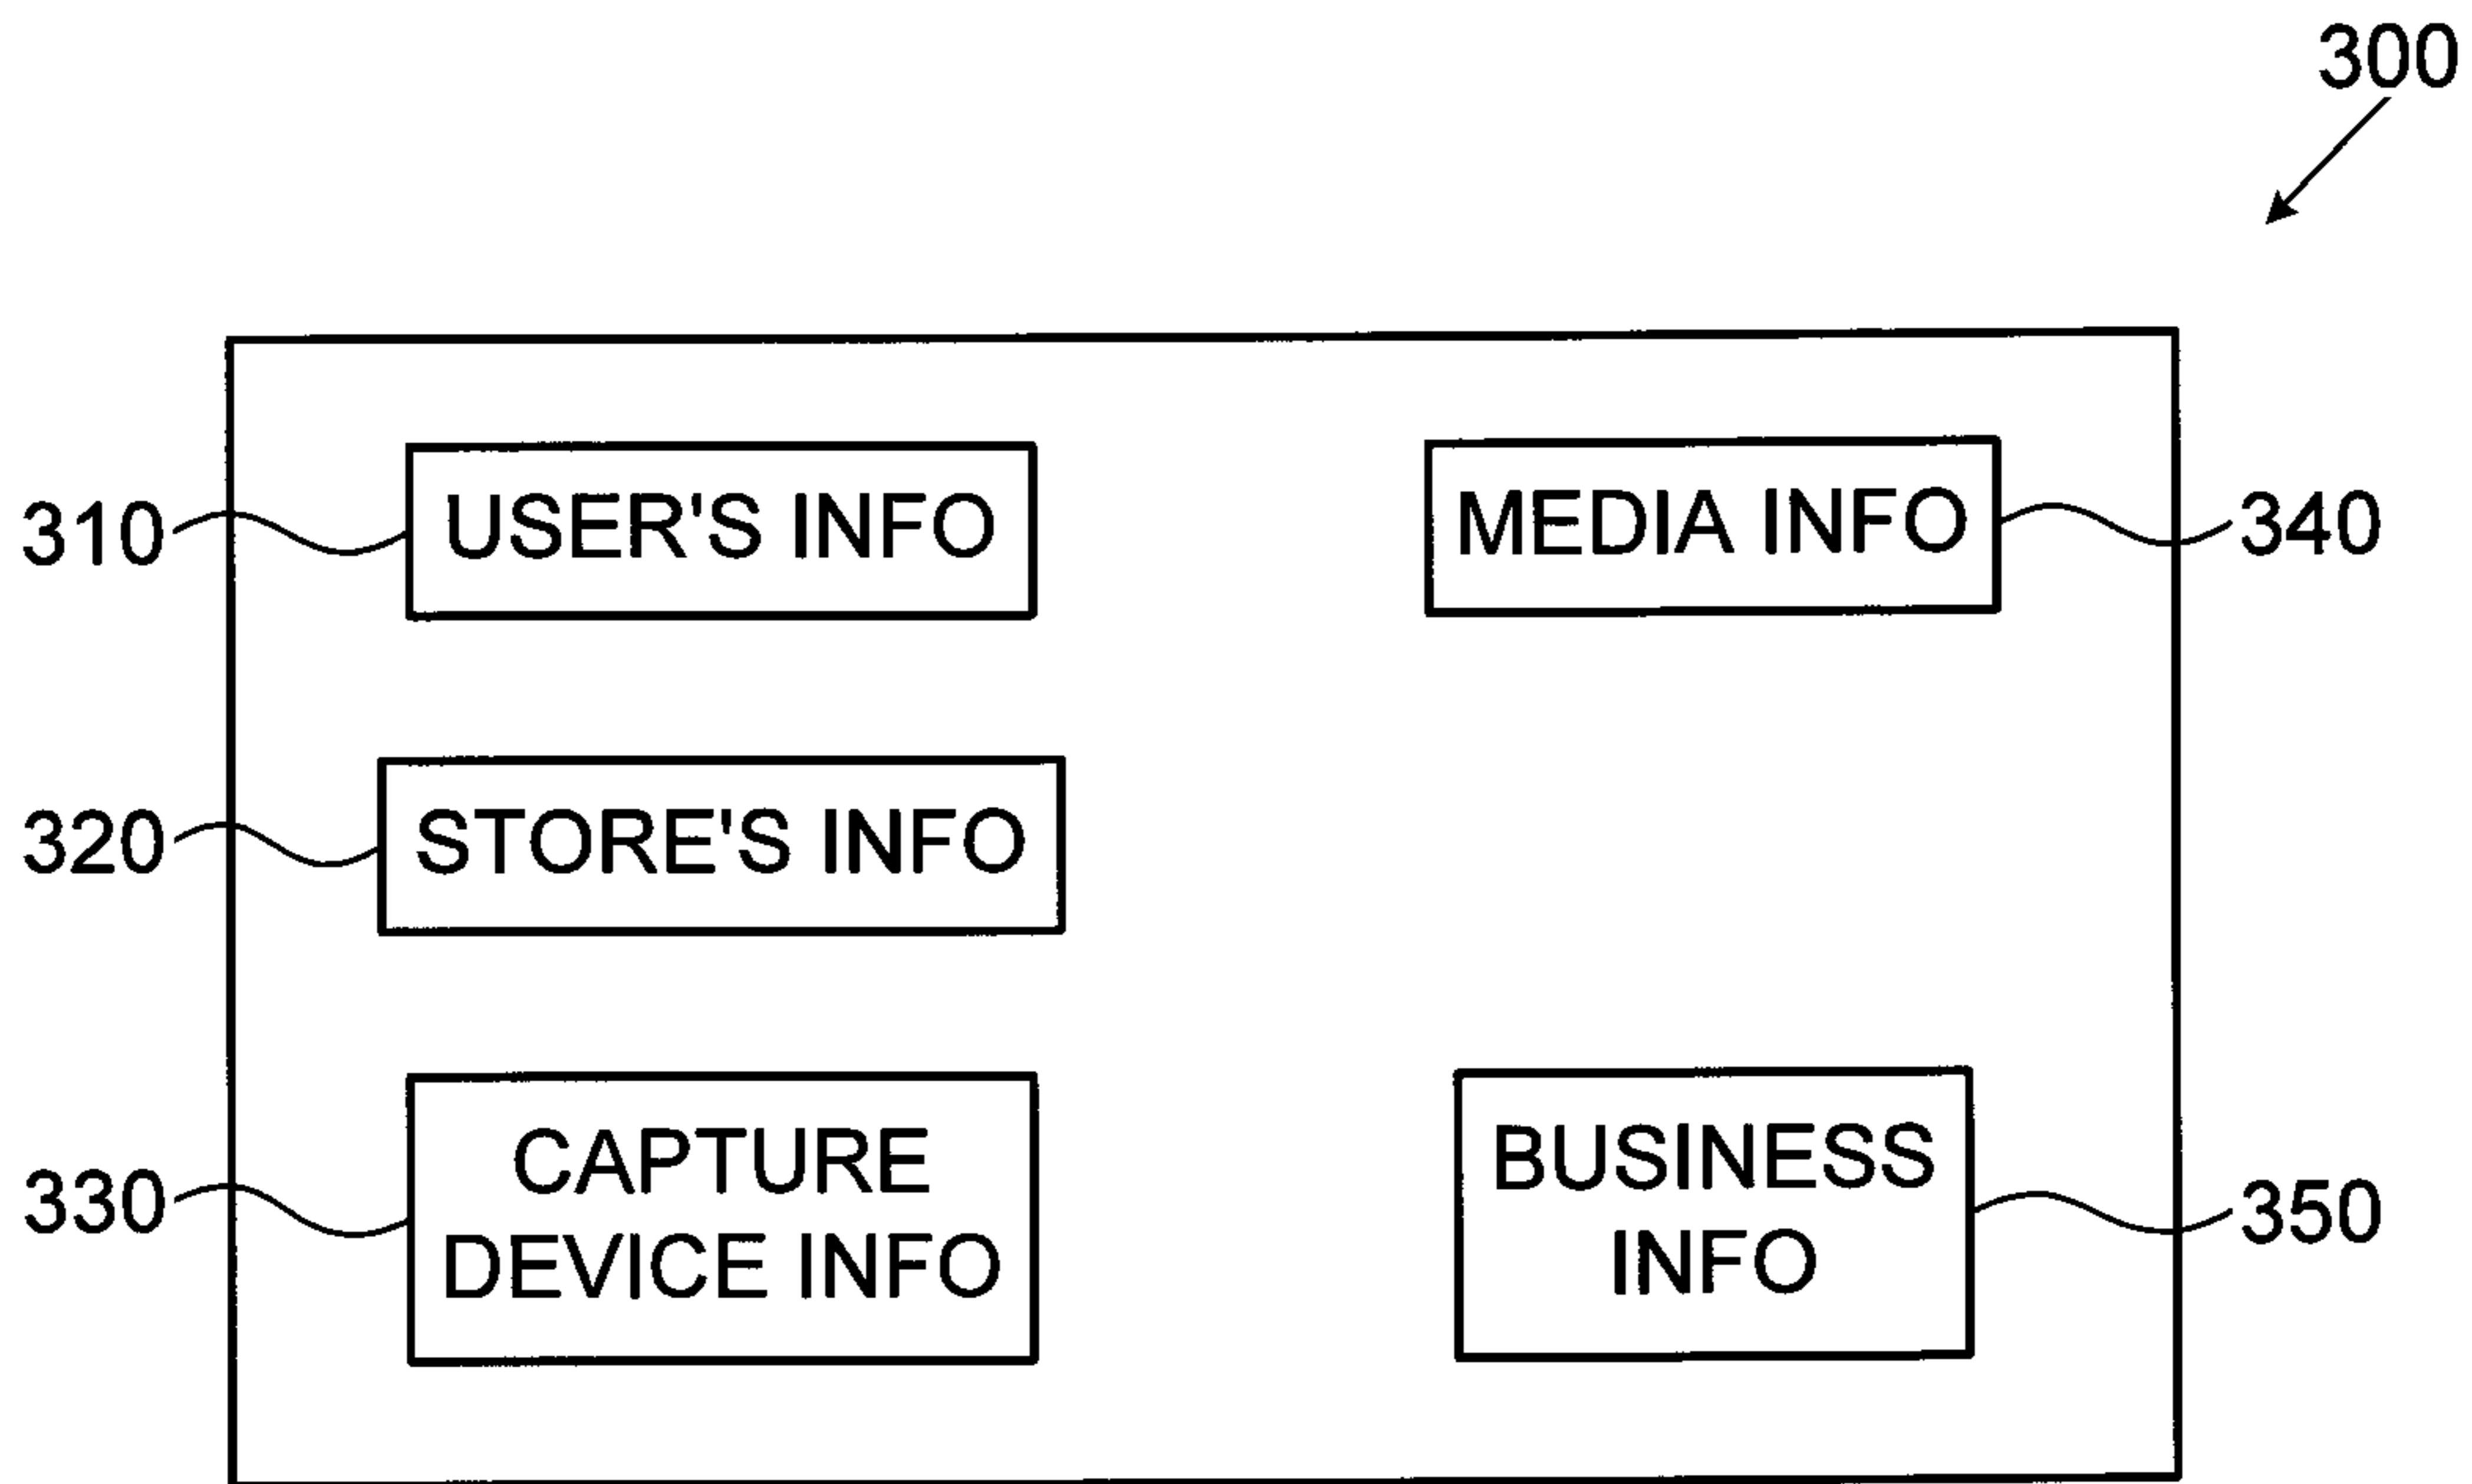 300
310
USER'S INFO
MEDIA INFO
340
320
STORE'S INFO
330
CAPTURE
DEVICE INFO
BUSINESS
INFO
350